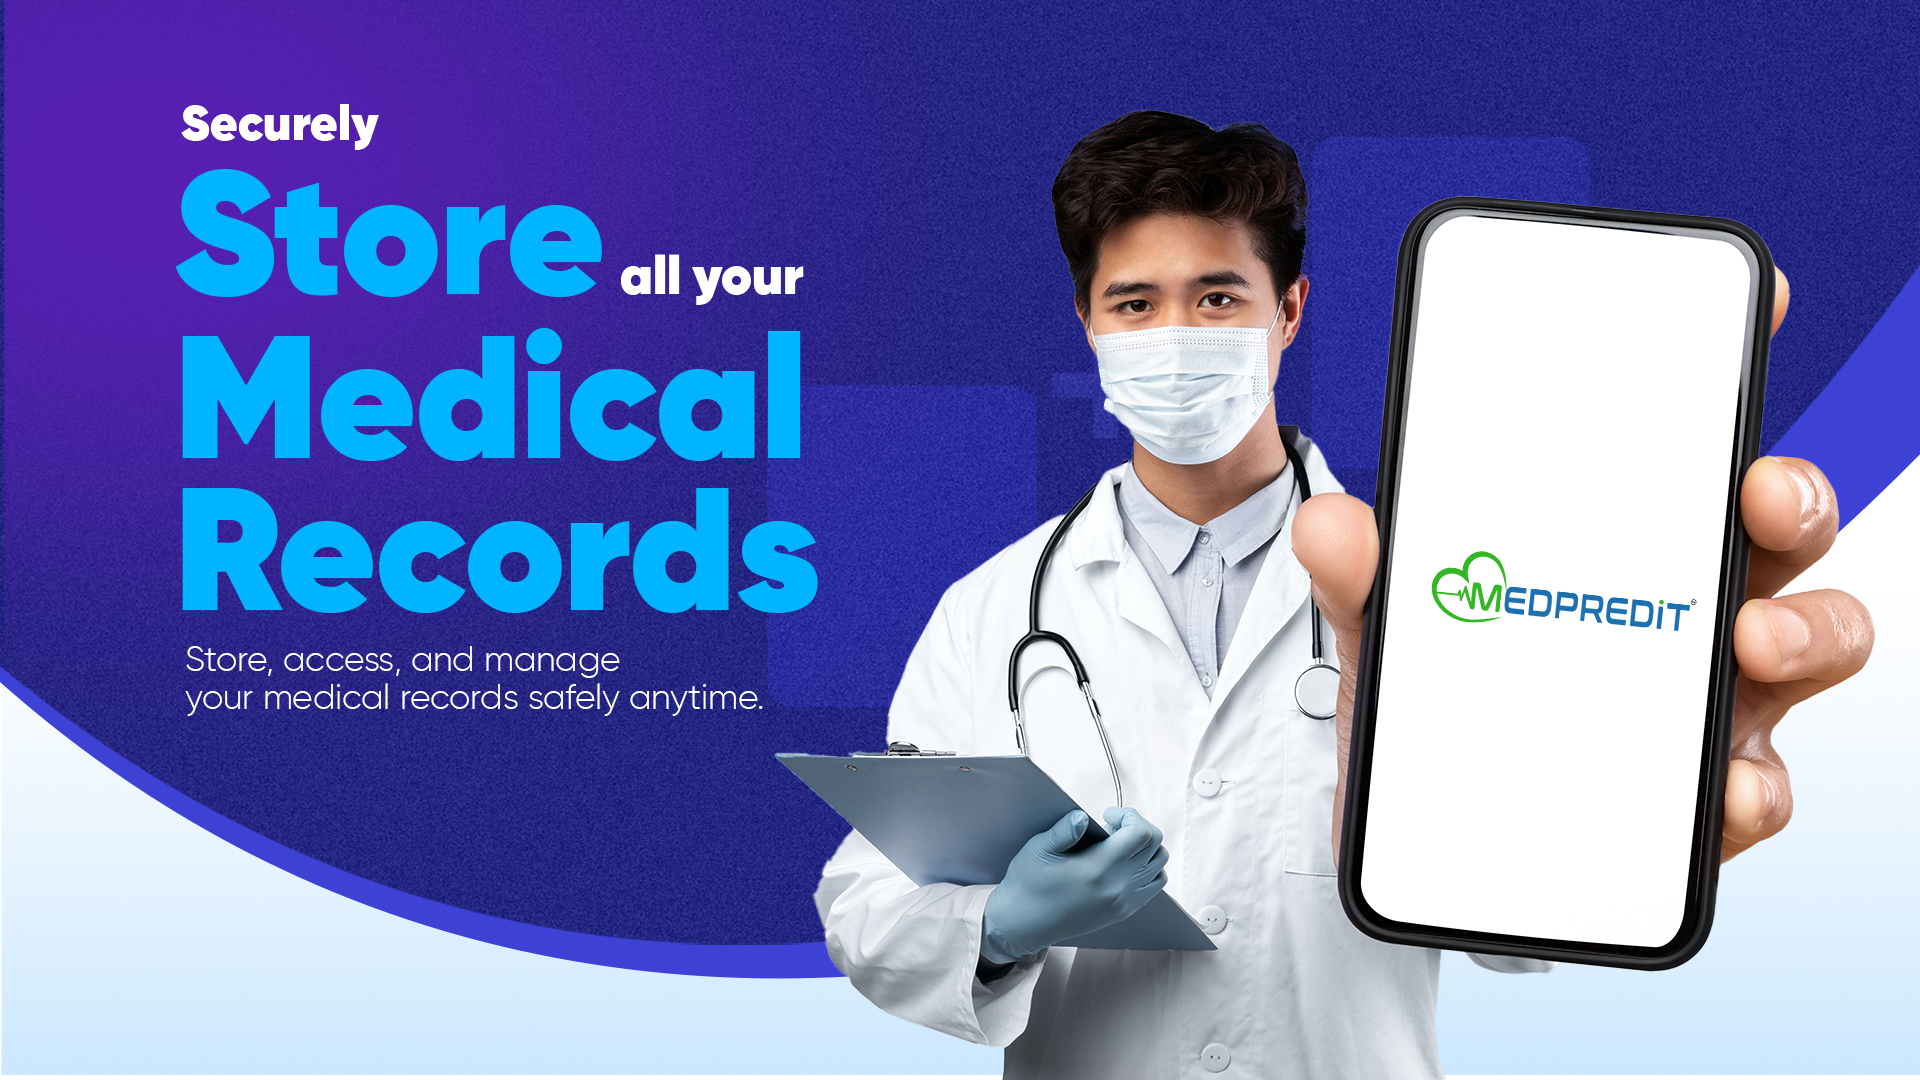 Securely
Store all your
Medical
Records
Store, access, and manage
your medical records safely anytime.
MEDPREDiT